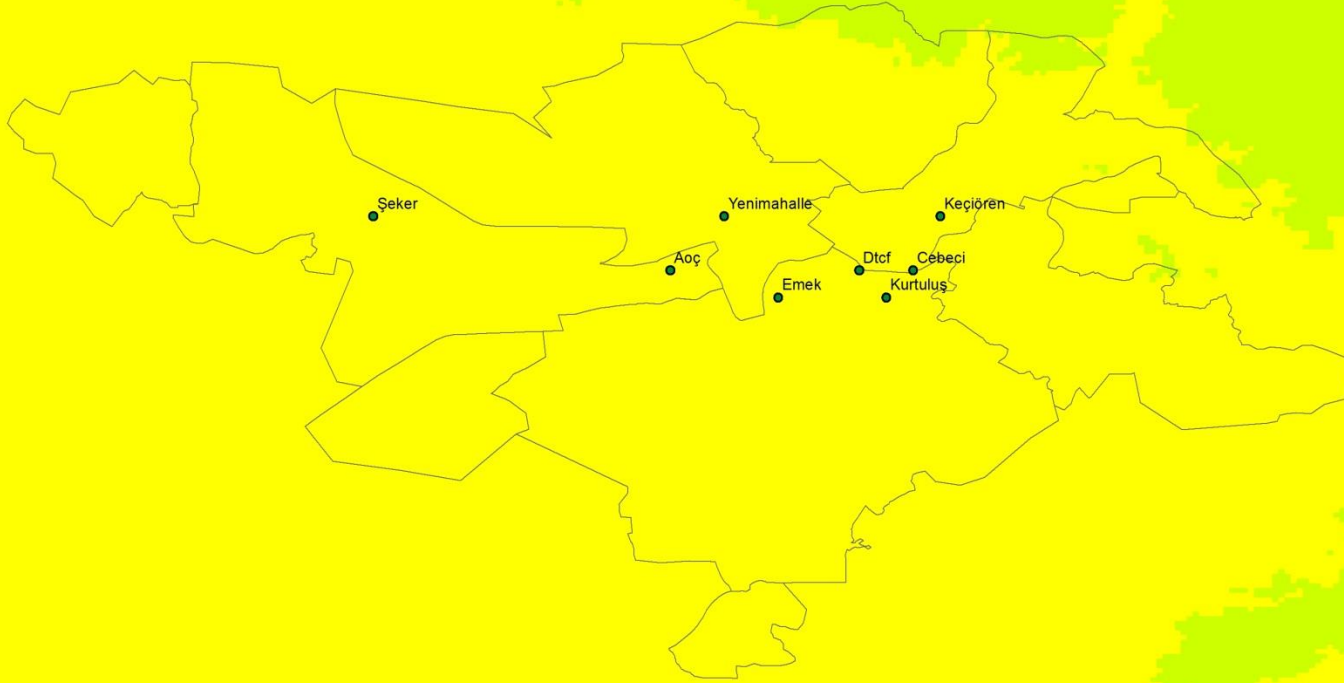 Şeker
Yenimahalle
Keçiören
Aoç
Dtcf
Cebeci
Emek
Kurtuluş